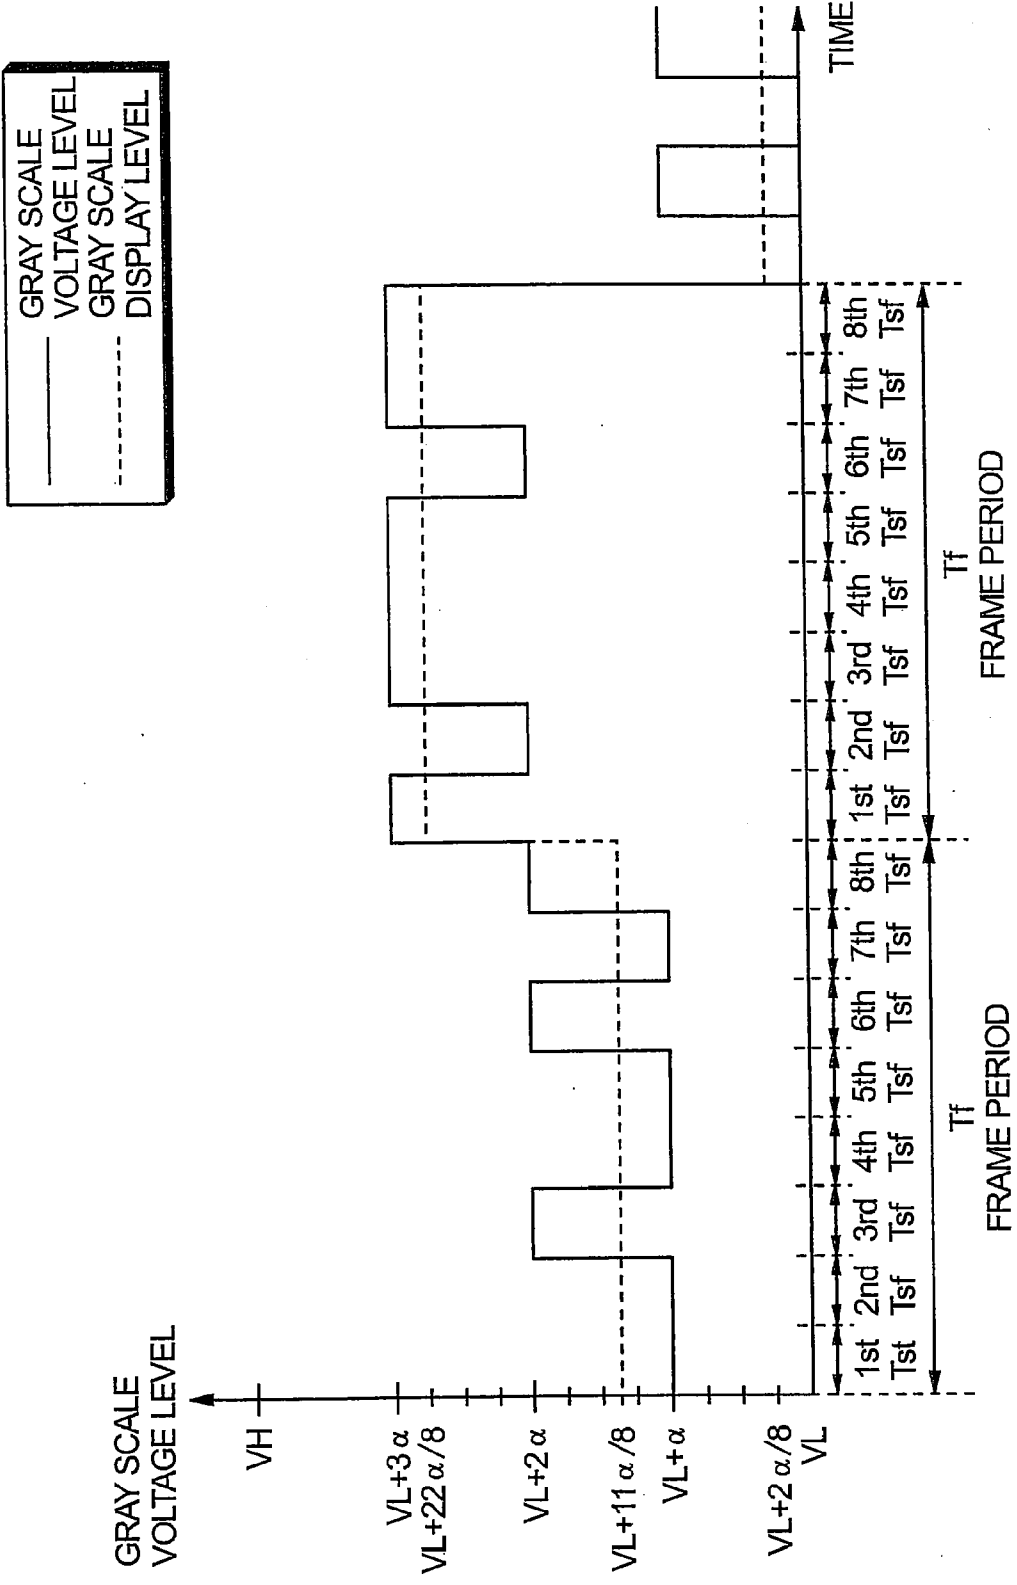 GRAY SCALE
VOLTAGE LEVEL
GRAY SCALE
DISPLAY LEVEL
GRAY SCALE
VOLTAGE LEVEL
VH
VL+3α
VL+22α/8
VL+2α
VL+11α/8
VL+α
VL+2α/8
VL
1st 2nd 3rd 4th 5th 6th 7th 8th 1st 2nd 3rd 4th 5th 6th 7th 8th
Tst Tsf Tsf Tsf Tsf Tsf Tsf Tsf Tsf Tsf Tsf Tsf Tsf Tsf Tsf Tsf
TIME
Tf
FRAME PERIOD
Tf
FRAME PERIOD